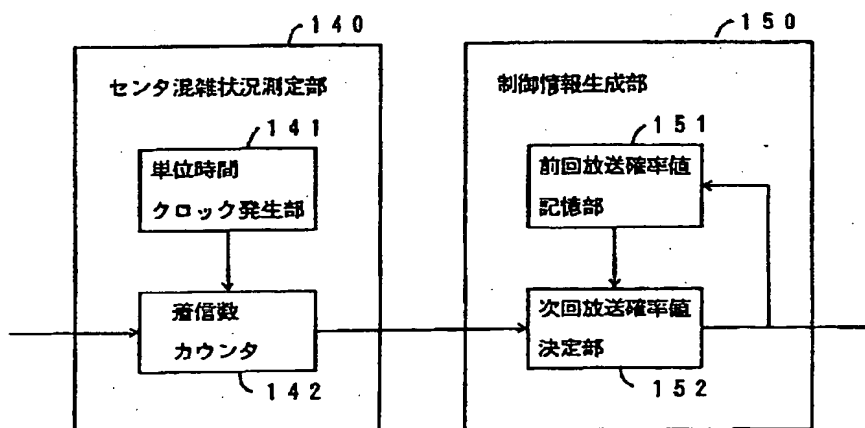 140
センタ混雑状況測定部
141
単位時間
クロック発生部
着信数
カウンタ
142
150
制御情報生成部
151
前回放送確率値
記憶部
次回放送確率値
決定部
152